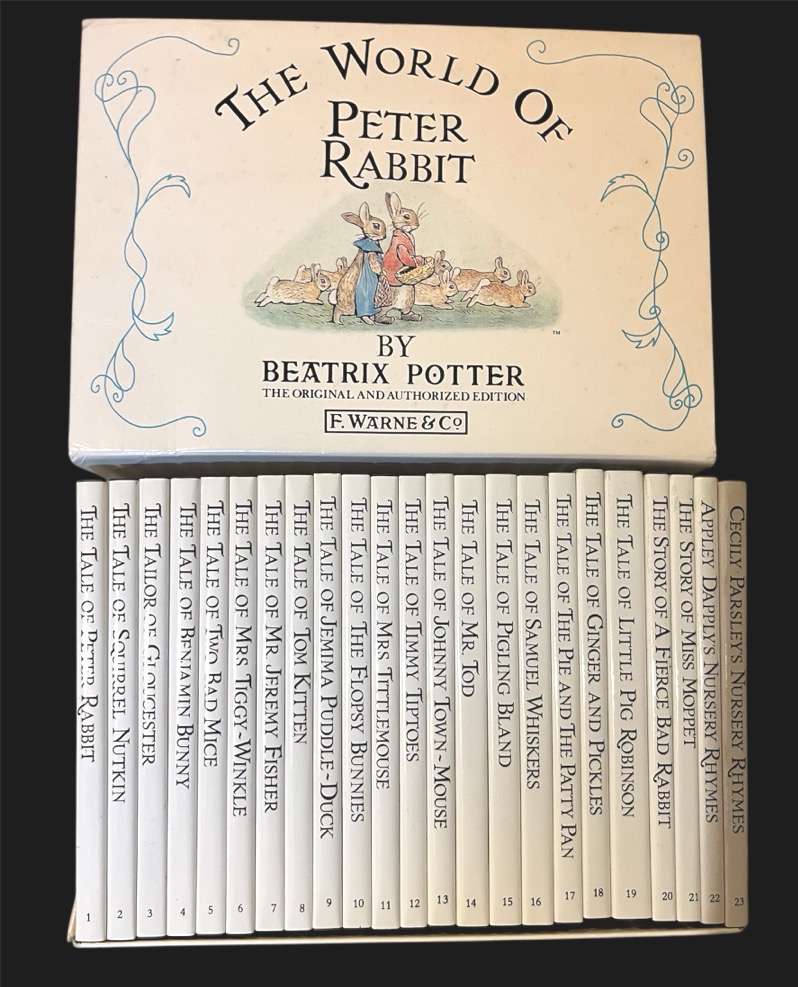 THE WORLD OF
PETER
RABBIT
™
BY
BEATRIX POTTER
THE ORIGINAL AND AUTHORIZED EDITION
F. WARNE & Co
THE TALE OF PETER RABBIT
1
THE TALE OF SQUIRREL NUTKIN
2
THE TAILOR OF GLOUCESTER
3
THE TALE OF BENJAMIN BUNNY
4
THE TALE OF TWO BAD MICE
5
THE TALE OF MRS TIGGY~WINKLE
6
THE TALE OF MR. JEREMY FISHER
7
THE TALE OF TOM KITTEN
8
THE TALE OF JEMIMA PUDDLE~DUCK
9
THE TALE OF THE FLOPSY BUNNIES
10
THE TALE OF MRS TITTLEMOUSE
11
THE TALE OF TIMMY TIPTOES
12
THE TALE OF JOHNNY TOWN~MOUSE
13
THE TALE OF MR. TOD
14
THE TALE OF PIGLING BLAND
15
THE TALE OF SAMUEL WHISKERS
16
THE TALE OF THE PIE AND THE PATTY PAN
17
THE TALE OF GINGER AND PICKLES
18
THE TALE OF LITTLE PIG ROBINSON
19
THE STORY OF A FIERCE BAD RABBIT
20
THE STORY OF MISS MOPPET
21
APPLEY DAPPLY'S NURSERY RHYMES
22
CECILY PARSLEY'S NURSERY RHYMES
23